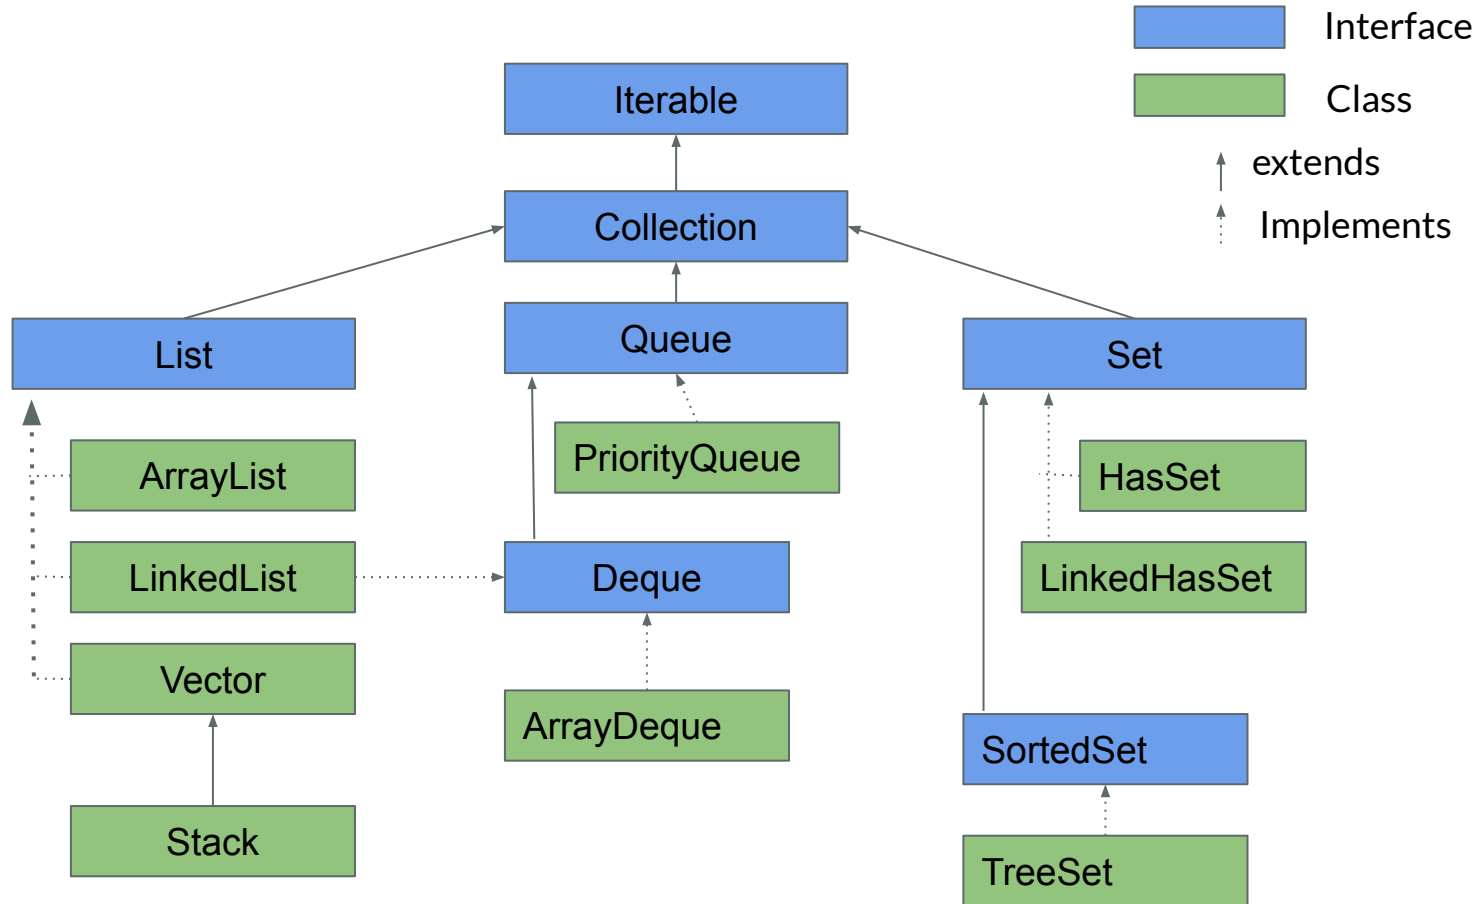 Interface
Iterable
Class
extends
Collection
Implements
List
Queue
Set
ArrayList
PriorityQueue
HasSet
LinkedList
Deque
LinkedHasSet
Vector
ArrayDeque
SortedSet
Stack
TreeSet